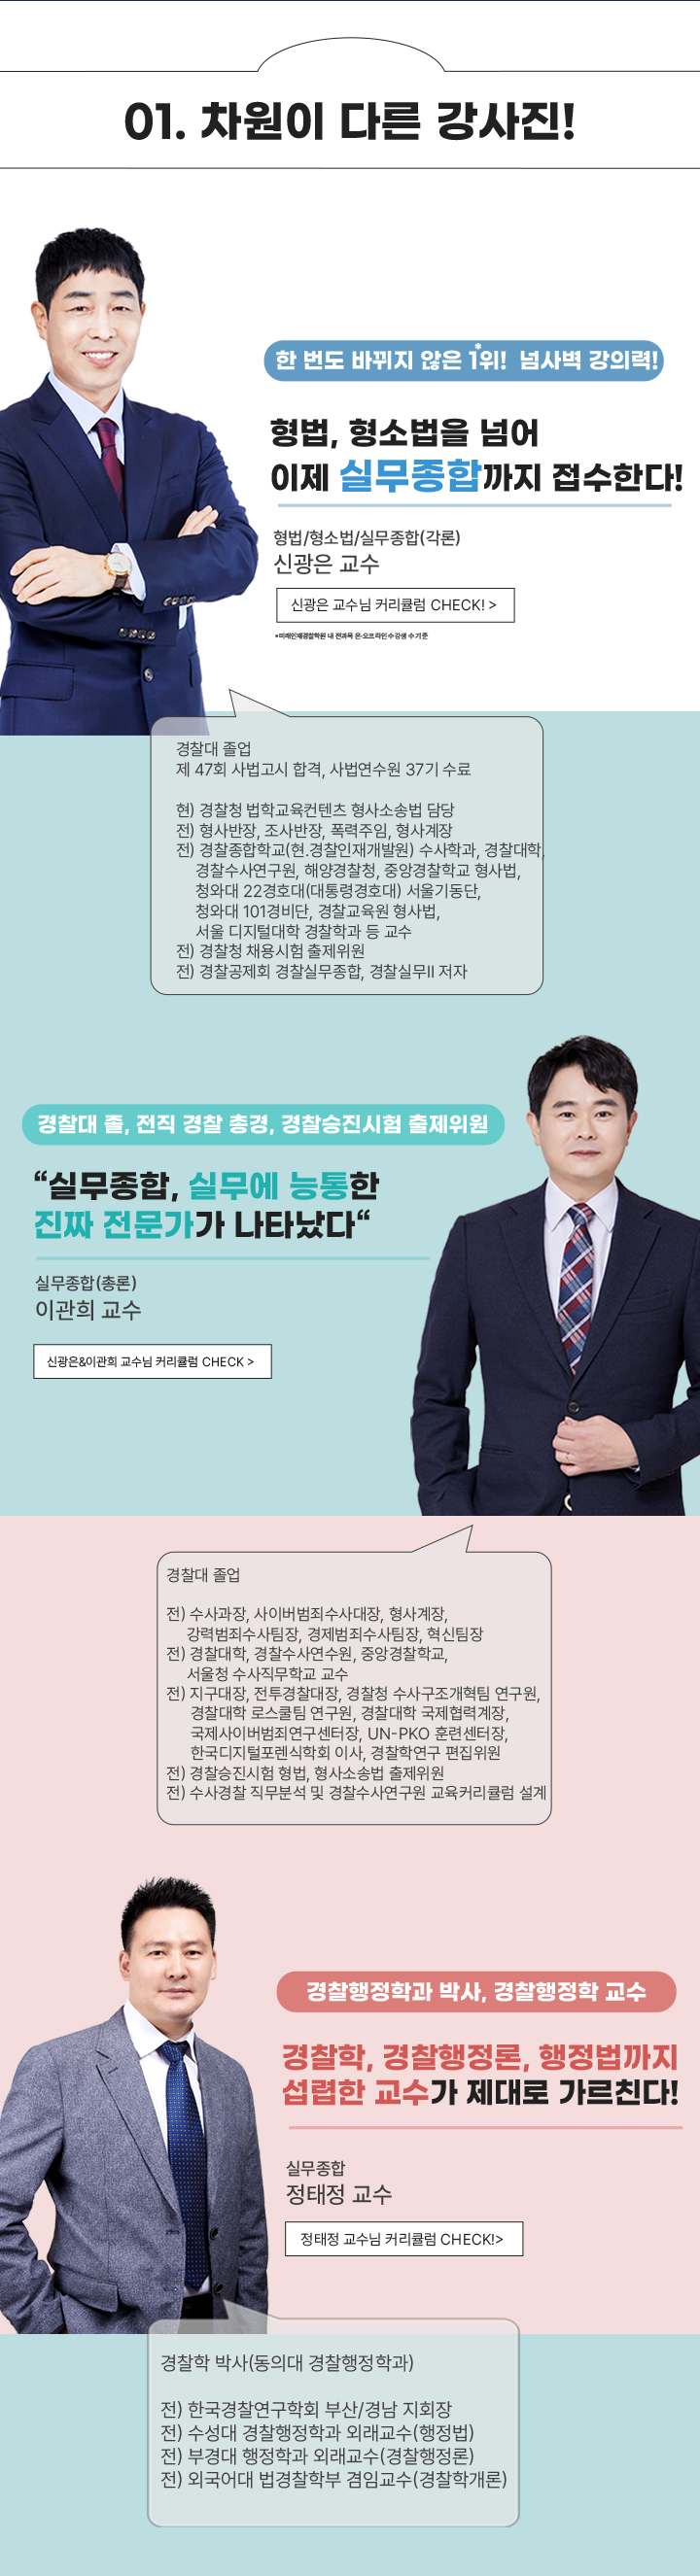 01. 차원이 다른 강사진!
한 번도 바뀌지 않은 1*위! 넘사벽 강의력!
형법, 형소법을 넘어
이제 실무종합까지 접수한다!
형법/형소법/실무종합(각론)
신광은 교수
신광은 교수님 커리큘럼 CHECK! >
*미래인재경찰학원 내 전과목 온·오프라인 수강생 수 기준
경찰대 졸업
제 47회 사법고시 합격, 사법연수원 37기 수료
현) 경찰청 법학교육컨텐츠 형사소송법 담당
전) 형사반장, 조사반장, 폭력주임, 형사계장
전) 경찰종합학교(현.경찰인재개발원) 수사학과, 경찰대학,
경찰수사연구원, 해양경찰청, 중앙경찰학교 형사법,
청와대 22경호대(대통령경호대) 서울기동단,
청와대 101경비단, 경찰교육원 형사법,
서울 디지털대학 경찰학과 등 교수
전) 경찰청 채용시험 출제위원
전) 경찰공제회 경찰실무종합, 경찰실무II 저자
경찰대 졸, 전직 경찰 총경, 경찰승진시험 출제위원
“실무종합, 실무에 능통한
진짜 전문가가 나타났다“
실무종합(총론)
이관희 교수
신광은&이관희 교수님 커리큘럼 CHECK >
경찰대 졸업
전) 수사과장, 사이버범죄수사대장, 형사계장,
강력범죄수사팀장, 경제범죄수사팀장, 혁신팀장
전) 경찰대학, 경찰수사연수원, 중앙경찰학교,
서울청 수사직무학교 교수
전) 지구대장, 전투경찰대장, 경찰청 수사구조개혁팀 연구원,
경찰대학 로스쿨팀 연구원, 경찰대학 국제협력계장,
국제사이버범죄연구센터장, UN-PKO 훈련센터장,
한국디지털포렌식학회 이사, 경찰학연구 편집위원
전) 경찰승진시험 형법, 형사소송법 출제위원
전) 수사경찰 직무분석 및 경찰수사연구원 교육커리큘럼 설계
경찰행정학과 박사, 경찰행정학 교수
경찰학, 경찰행정론, 행정법까지
섭렵한 교수가 제대로 가르친다!
실무종합
정태정 교수
정태정 교수님 커리큘럼 CHECK!>
경찰학 박사(동의대 경찰행정학과)
전) 한국경찰연구학회 부산/경남 지회장
전) 수성대 경찰행정학과 외래교수(행정법)
전) 부경대 행정학과 외래교수(경찰행정론)
전) 외국어대 법경찰학부 겸임교수(경찰학개론)